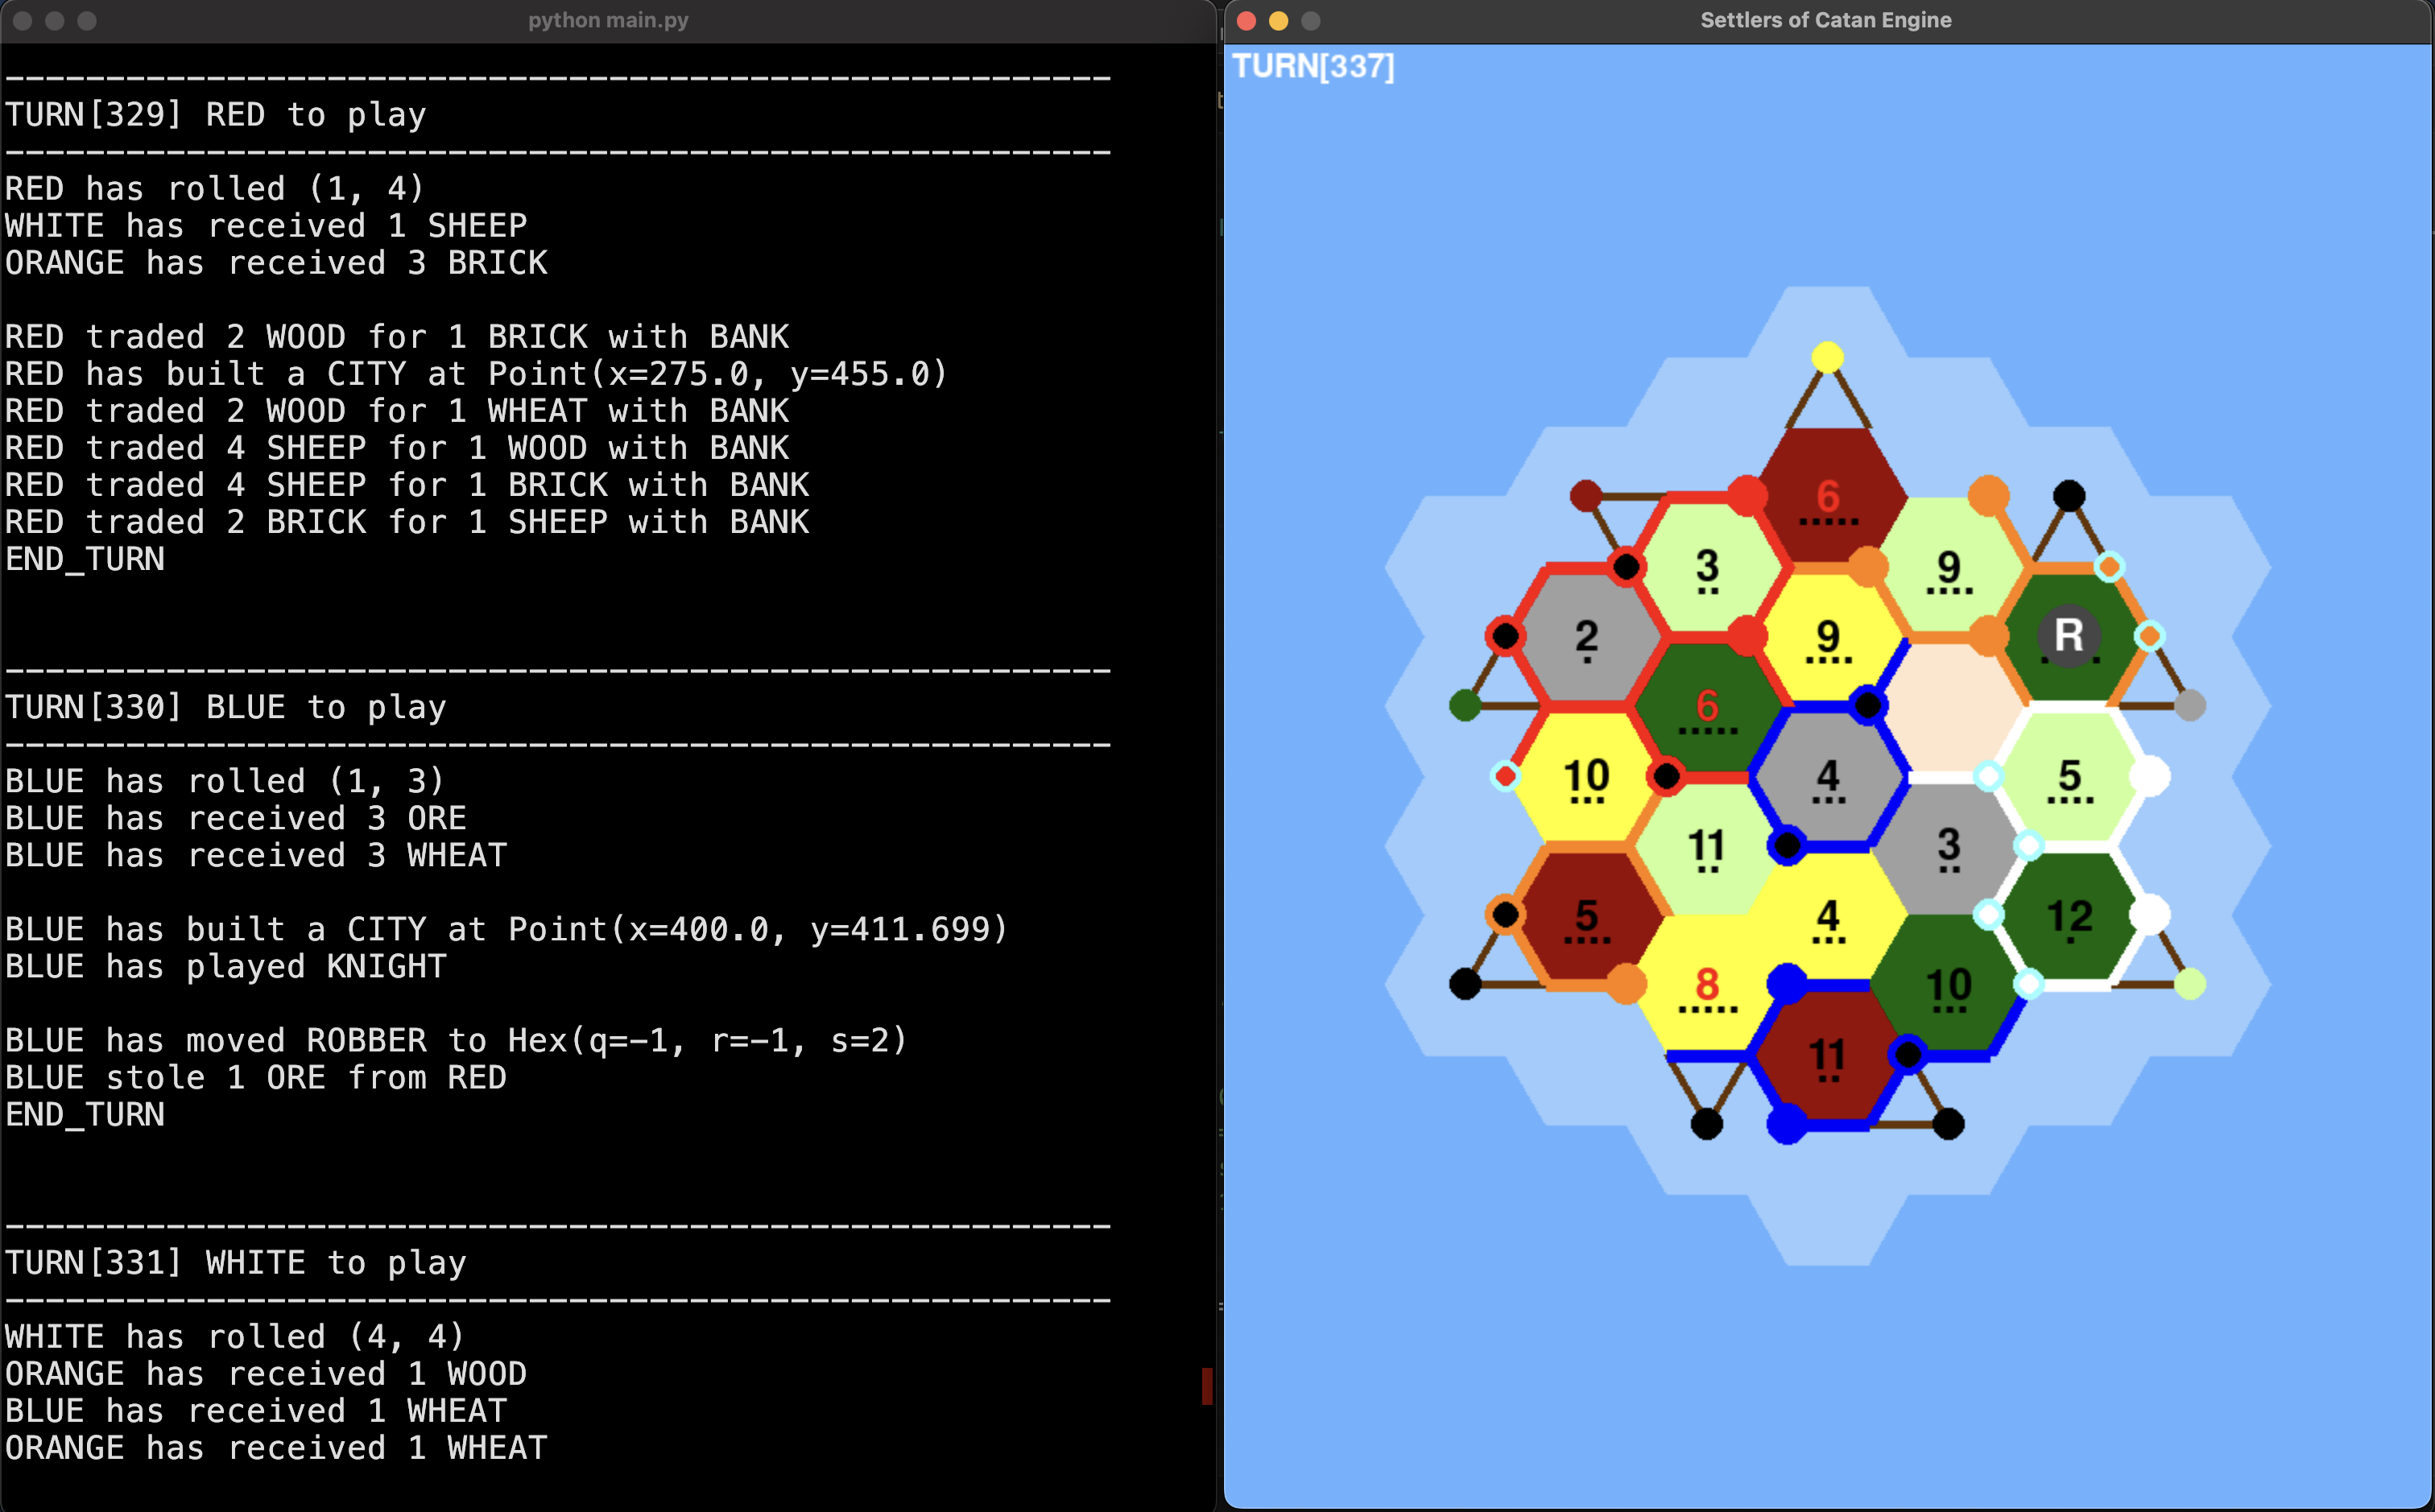 python main.py
------------------------------------------------------
TURN[329] RED to play
------------------------------------------------------
RED has rolled (1, 4)
WHITE has received 1 SHEEP
ORANGE has received 3 BRICK
RED traded 2 WOOD for 1 BRICK with BANK
RED has built a CITY at Point(x=275.0, y=455.0)
RED traded 2 WOOD for 1 WHEAT with BANK
RED traded 4 SHEEP for 1 WOOD with BANK
RED traded 4 SHEEP for 1 BRICK with BANK
RED traded 2 BRICK for 1 SHEEP with BANK
END_TURN
------------------------------------------------------
TURN[330] BLUE to play
------------------------------------------------------
BLUE has rolled (1, 3)
BLUE has received 3 ORE
BLUE has received 3 WHEAT
BLUE has built a CITY at Point(x=400.0, y=411.699)
BLUE has played KNIGHT
BLUE has moved ROBBER to Hex(q=-1, r=-1, s=2)
BLUE stole 1 ORE from RED
END_TURN
------------------------------------------------------
TURN[331] WHITE to play
------------------------------------------------------
WHITE has rolled (4, 4)
ORANGE has received 1 WOOD
BLUE has received 1 WHEAT
ORANGE has received 1 WHEAT
Settlers of Catan Engine
TURN[337]
6
3 9
2 9 R
6
10 4 5
11 3
5 4 12
8 10
11